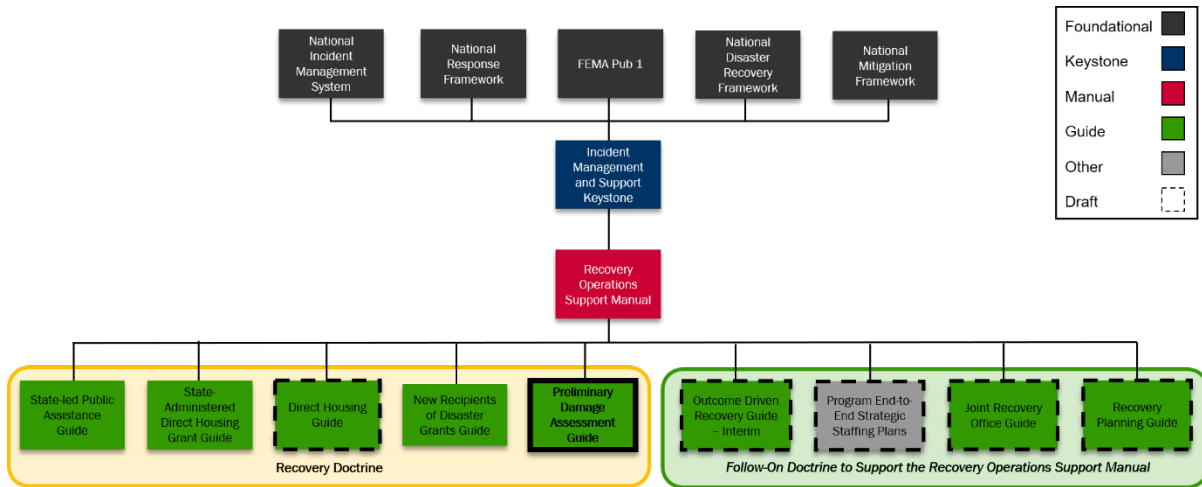 National
Incident
Management
System
National
Response
Framework
FEMA Pub 1
National
Disaster
Recovery
Framework
National
Mitigation
Framework
Foundational
Keystone
Manual
Guide
Other
Draft
Incident
Management
and Support
Keystone
Recovery
Operations
Support Manual
State-led Public
Assistance
Guide
State-
Administered
Direct Housing
Grant Guide
Direct Housing
Guide
New Recipients
of Disaster
Grants Guide
Preliminary
Damage
Assessment
Guide
Recovery Doctrine
Outcome Driven
Recovery Guide
– Interim
Program End-to-
End Strategic
Staffing Plans
Joint Recovery
Office Guide
Recovery
Planning Guide
Follow-On Doctrine to Support the Recovery Operations Support Manual